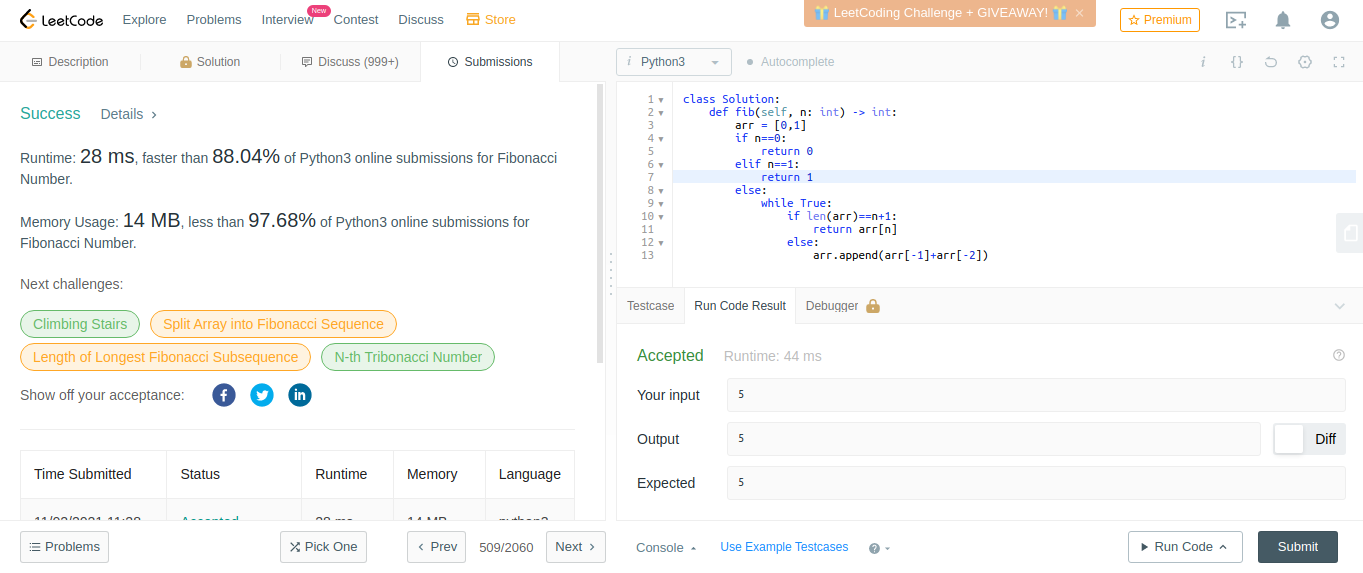 LeetCode Explore Problems Interview New Contest Discuss Store LeetCoding Challenge + GIVEAWAY! × Premium
Description Solution Discuss (999+) Submissions
Success Details >
Runtime: 28 ms, faster than 88.04% of Python3 online submissions for Fibonacci
Number.
Memory Usage: 14 MB, less than 97.68% of Python3 online submissions for
Fibonacci Number.
Next challenges:
Climbing Stairs Split Array into Fibonacci Sequence
Length of Longest Fibonacci Subsequence N-th Tribonacci Number
Show off your acceptance:
Time Submitted Status Runtime Memory Language
Accepted 28 ms 14 MB python3
Problems Pick One < Prev 509/2060 Next >
i Python3 Autocomplete i {}
1 class Solution:
2 def fib(self, n: int) -> int:
3 arr = [0,1]
4 if n==0:
5 return 0
6 elif n==1:
7 return 1
8 else:
9 while True:
10 if len(arr)==n+1:
11 return arr[n]
12 else:
13 arr.append(arr[-1]+arr[-2])
Testcase Run Code Result Debugger
Accepted Runtime: 44 ms ?
Your input 5
Output 5 Diff
Expected 5
Console Use Example Testcases ? Run Code Submit